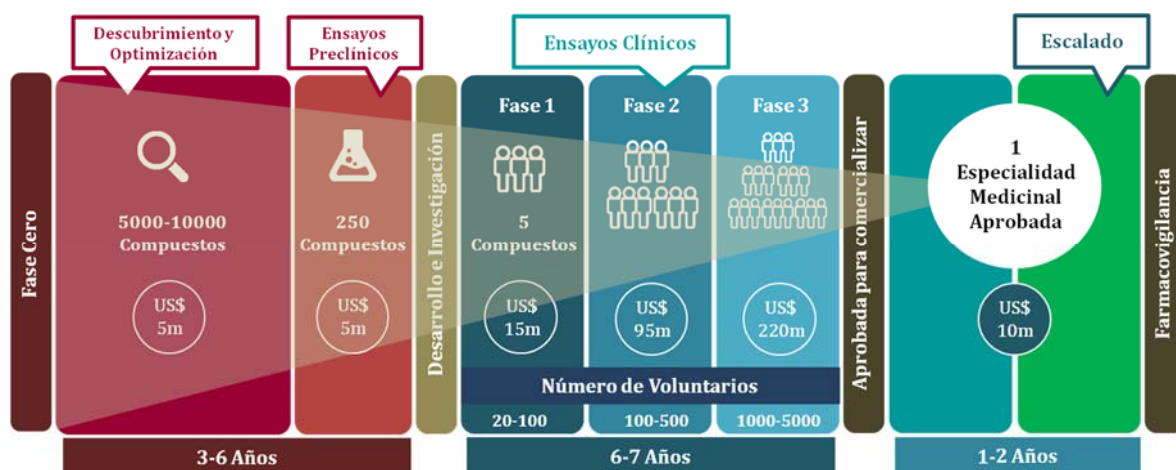 Descubrimiento y
Optimización
Ensayos
Preclínicos
Ensayos Clínicos
Escalado
Fase Cero
5000-10000
Compuestos
US$
5m
250
Compuestos
US$
5m
Desarrollo e Investigación
Fase 1
5
Compuestos
US$
15m
Fase 2
US$
95m
Fase 3
US$
220m
Número de Voluntarios
20-100
100-500
1000-5000
Aprobada para comercializar
1
Especialidad
Medicinal
Aprobada
US$
10m
Farmacovigilancia
3-6 Años
6-7 Años
1-2 Años